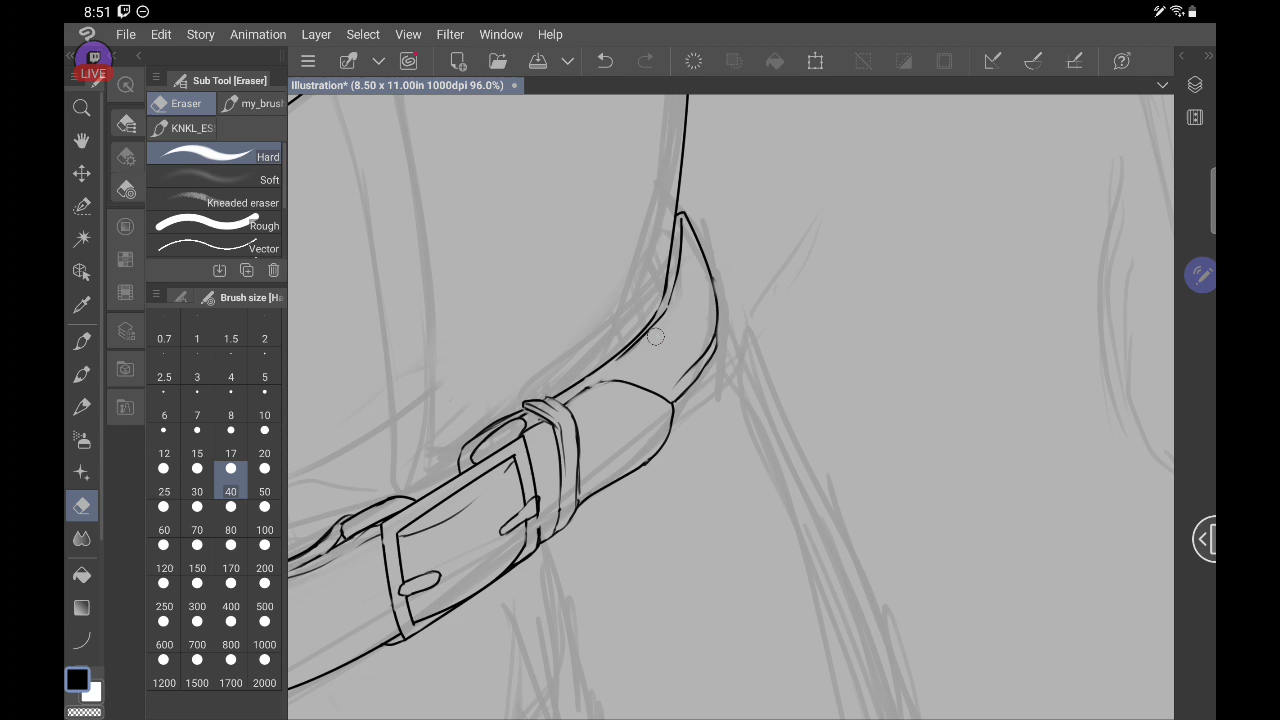 8:51
File Edit Story Animation Layer Select View Filter Window Help
LIVE
Sub Tool [Eraser]
Illustration* (8.50 x 11.00in 1000dpi 96.0%)
Eraser my_brus
KNKL_ES
Hard
Soft
Kneaded eraser
Rough
Vector
Brush size [Ha
0.7 1 1.5 2
2.5 3 4 5
6 7 8 10
12 15 17 20
25 30 40 50
60 70 80 100
120 150 170 200
250 300 400 500
600 700 800 1000
1200 1500 1700 2000